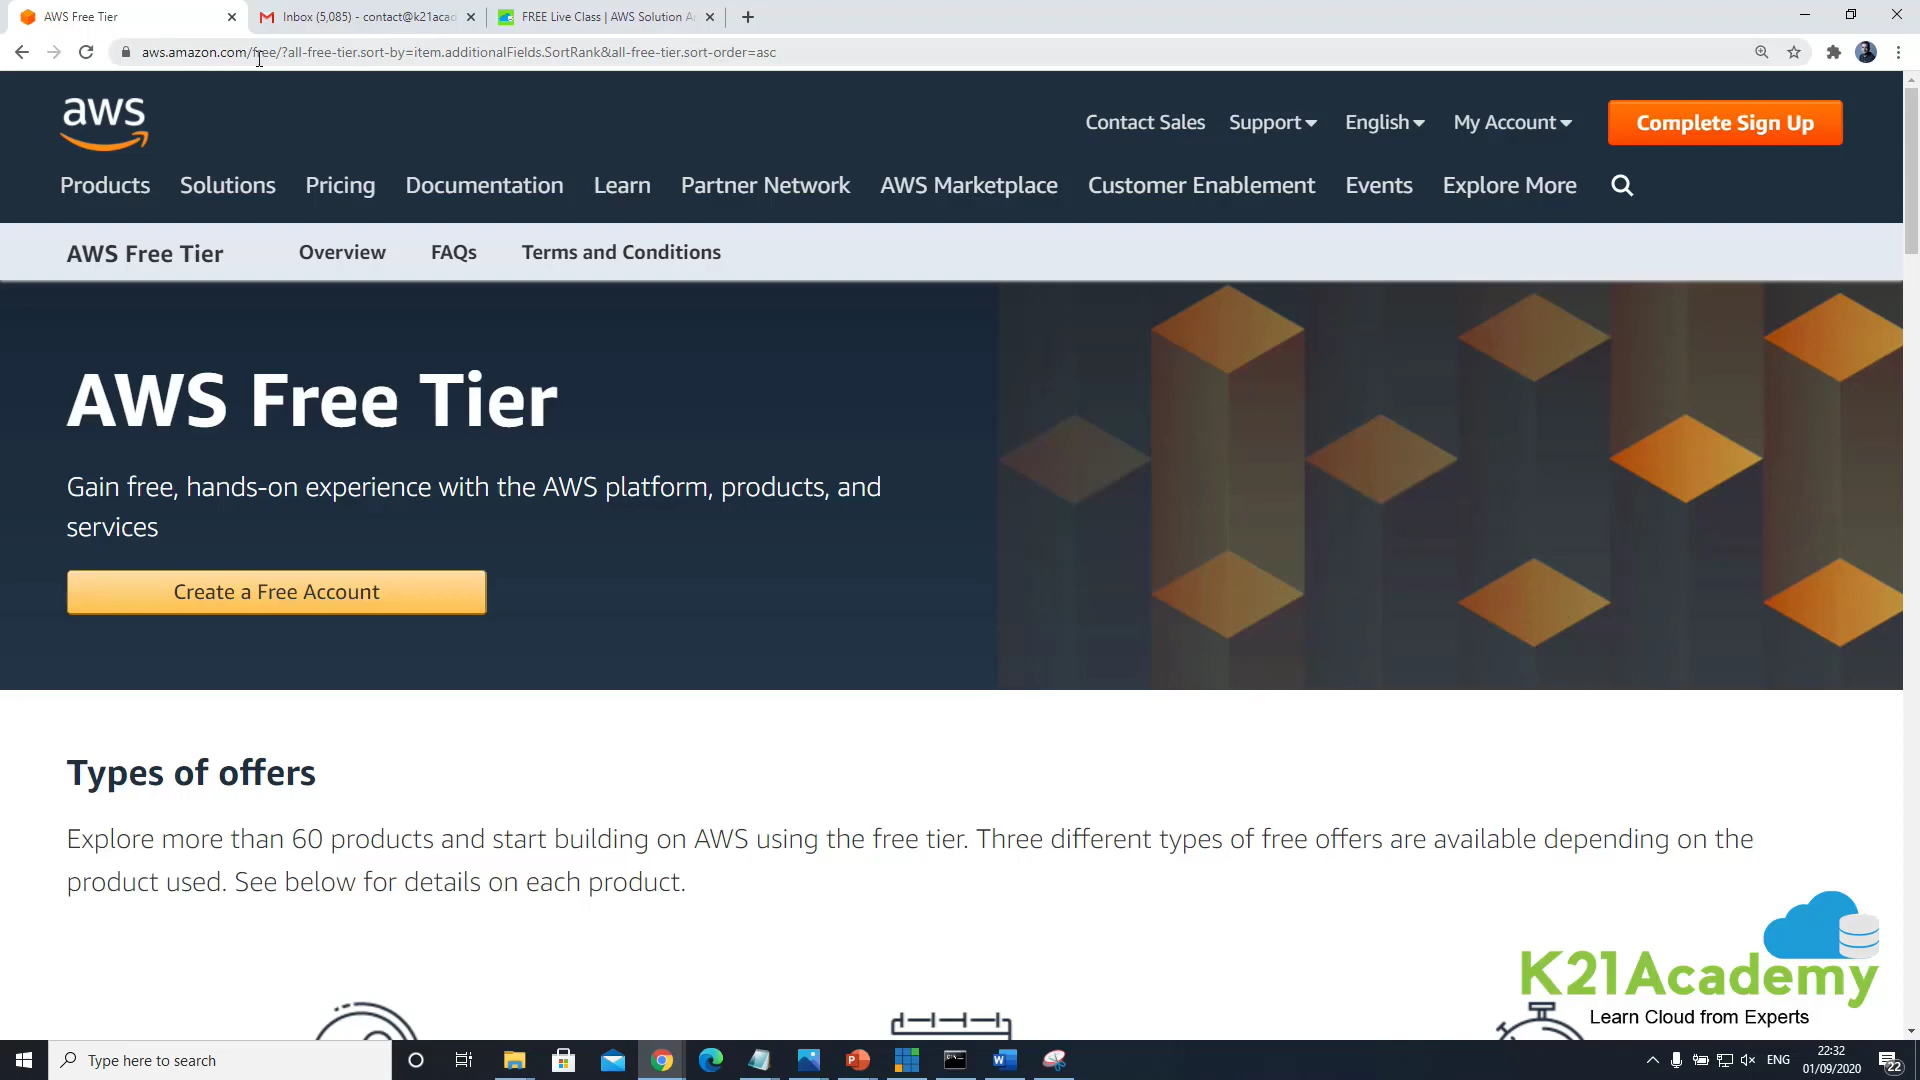 AWS Free Tier
Inbox (5,085) - contact@k21acad
FREE Live Class | AWS Solution A
aws.amazon.com/free/?all-free-tier.sort-by=item.additionalFields.SortRank&all-free-tier.sort-order=asc
aws
Contact Sales Support English My Account Complete Sign Up
Products Solutions Pricing Documentation Learn Partner Network AWS Marketplace Customer Enablement Events Explore More
AWS Free Tier Overview FAQs Terms and Conditions
AWS Free Tier
Gain free, hands-on experience with the AWS platform, products, and
services
Create a Free Account
Types of offers
Explore more than 60 products and start building on AWS using the free tier. Three different types of free offers are available depending on the
product used. See below for details on each product.
K21Academy
Learn Cloud from Experts
Type here to search
ENG
22:32
01/09/2020
22